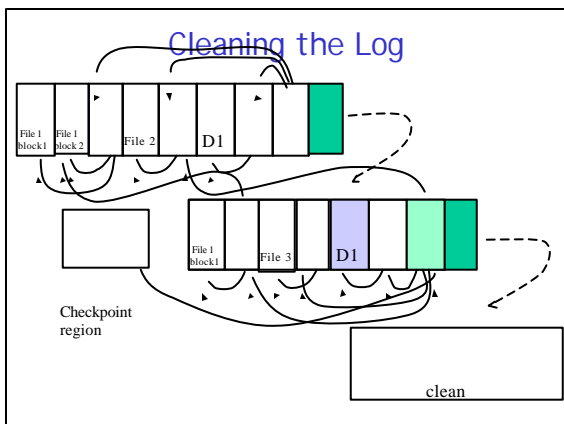 Cleaning the Log
File 1
block1
File 1
block 2
File 2
D1
File 1
block1
File 3
D1
Checkpoint
region
clean